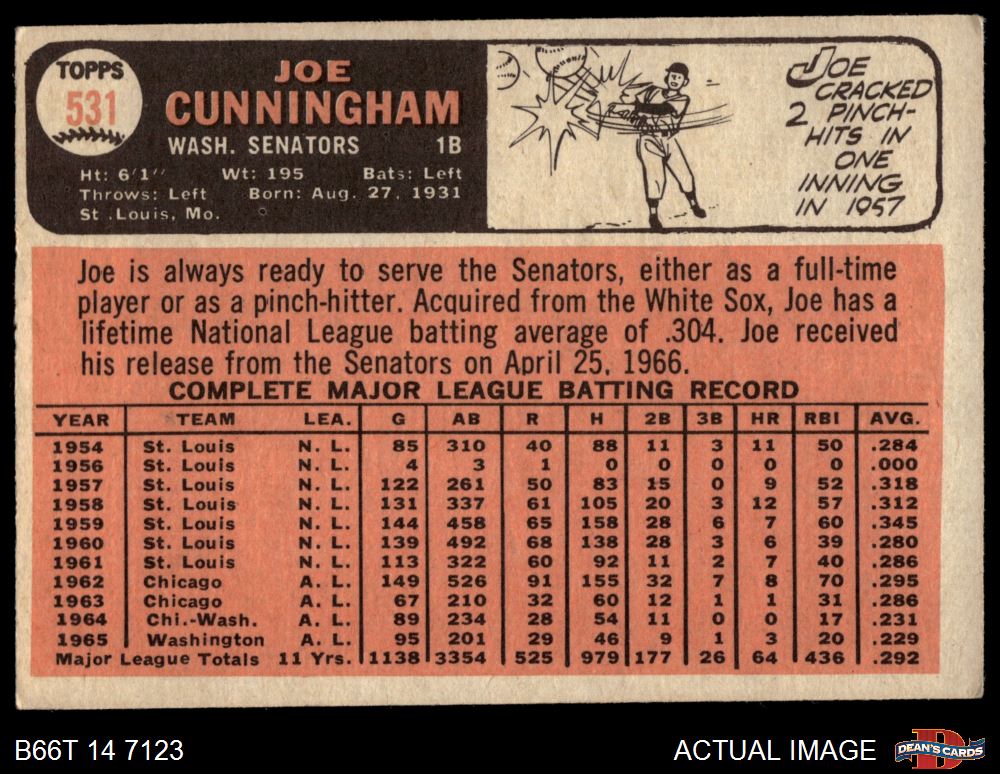 TOPPS
531
JOE
CUNNINGHAM
WASH. SENATORS 1B
Ht: 6'1" Wt: 195 Bats: Left
Throws: Left Born: Aug. 27, 1931
St .Louis, Mo.
JOE
CRACKED
2 PINCH-
HITS IN
ONE
INNING
IN 1957
Joe is always ready to serve the Senators, either as a full-time
player or as a pinch-hitter. Acquired from the White Sox, Joe has a
lifetime National League batting average of .304. Joe received
his release from the Senators on April 25, 1966.
COMPLETE MAJOR LEAGUE BATTING RECORD
YEAR TEAM LEA. G AB R H 2B 3B HR RBI AVG.
1954 St. Louis N. L. 85 310 40 88 11 3 11 50 .284
1956 St. Louis N. L. 4 3 1 0 0 0 0 0 .000
1957 St. Louis N. L. 122 261 50 83 15 0 9 52 .318
1958 St. Louis N. L. 131 337 61 105 20 3 12 57 .312
1959 St. Louis N. L. 144 458 65 158 28 6 7 60 .345
1960 St. Louis N. L. 139 492 68 138 28 3 6 39 .280
1961 St. Louis N. L. 113 322 60 92 11 2 7 40 .286
1962 Chicago A. L. 149 526 91 155 32 7 8 70 .295
1963 Chicago A. L. 67 210 32 60 12 1 1 31 .286
1964 Chi.-Wash. A. L. 89 234 28 54 11 0 0 17 .231
1965 Washington A. L. 95 201 29 46 9 1 3 20 .229
Major League Totals 11 Yrs. 1138 3354 525 979 177 26 64 436 .292
B66T 14 7123 ACTUAL IMAGE DEAN'S CARDS